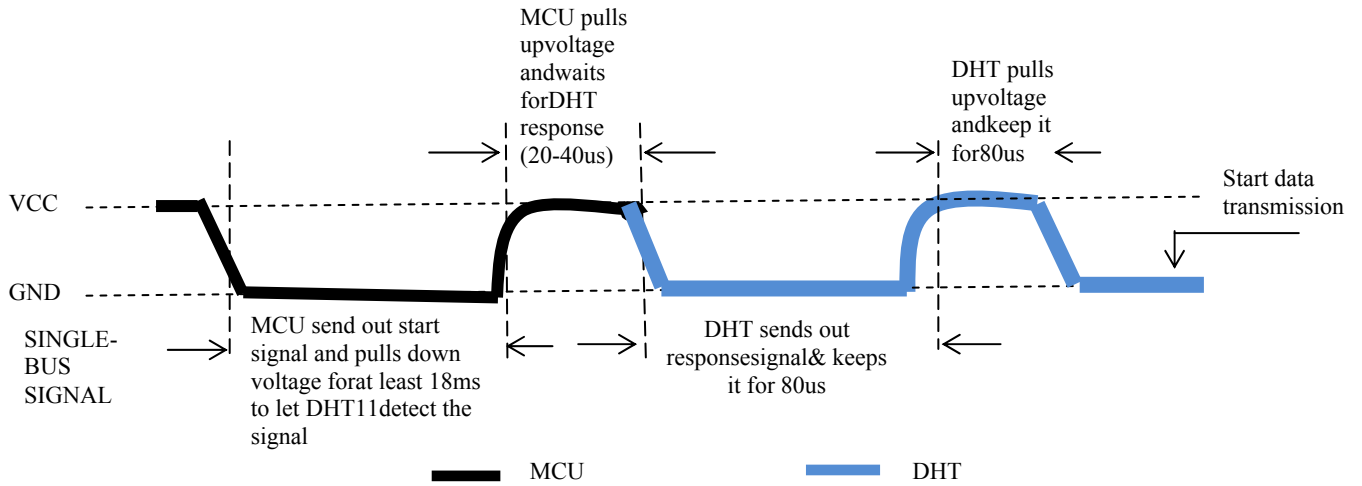 MCU pulls
upvoltage
andwaits
forDHT
response
(20-40us)
DHT pulls
upvoltage
andkeep it
for80us
Start data
transmission
VCC
GND
SINGLE-
BUS
SIGNAL
MCU send out start
signal and pulls down
voltage forat least 18ms
to let DHT11detect the
signal
DHT sends out
responsesignal& keeps
it for 80us
MCU
DHT